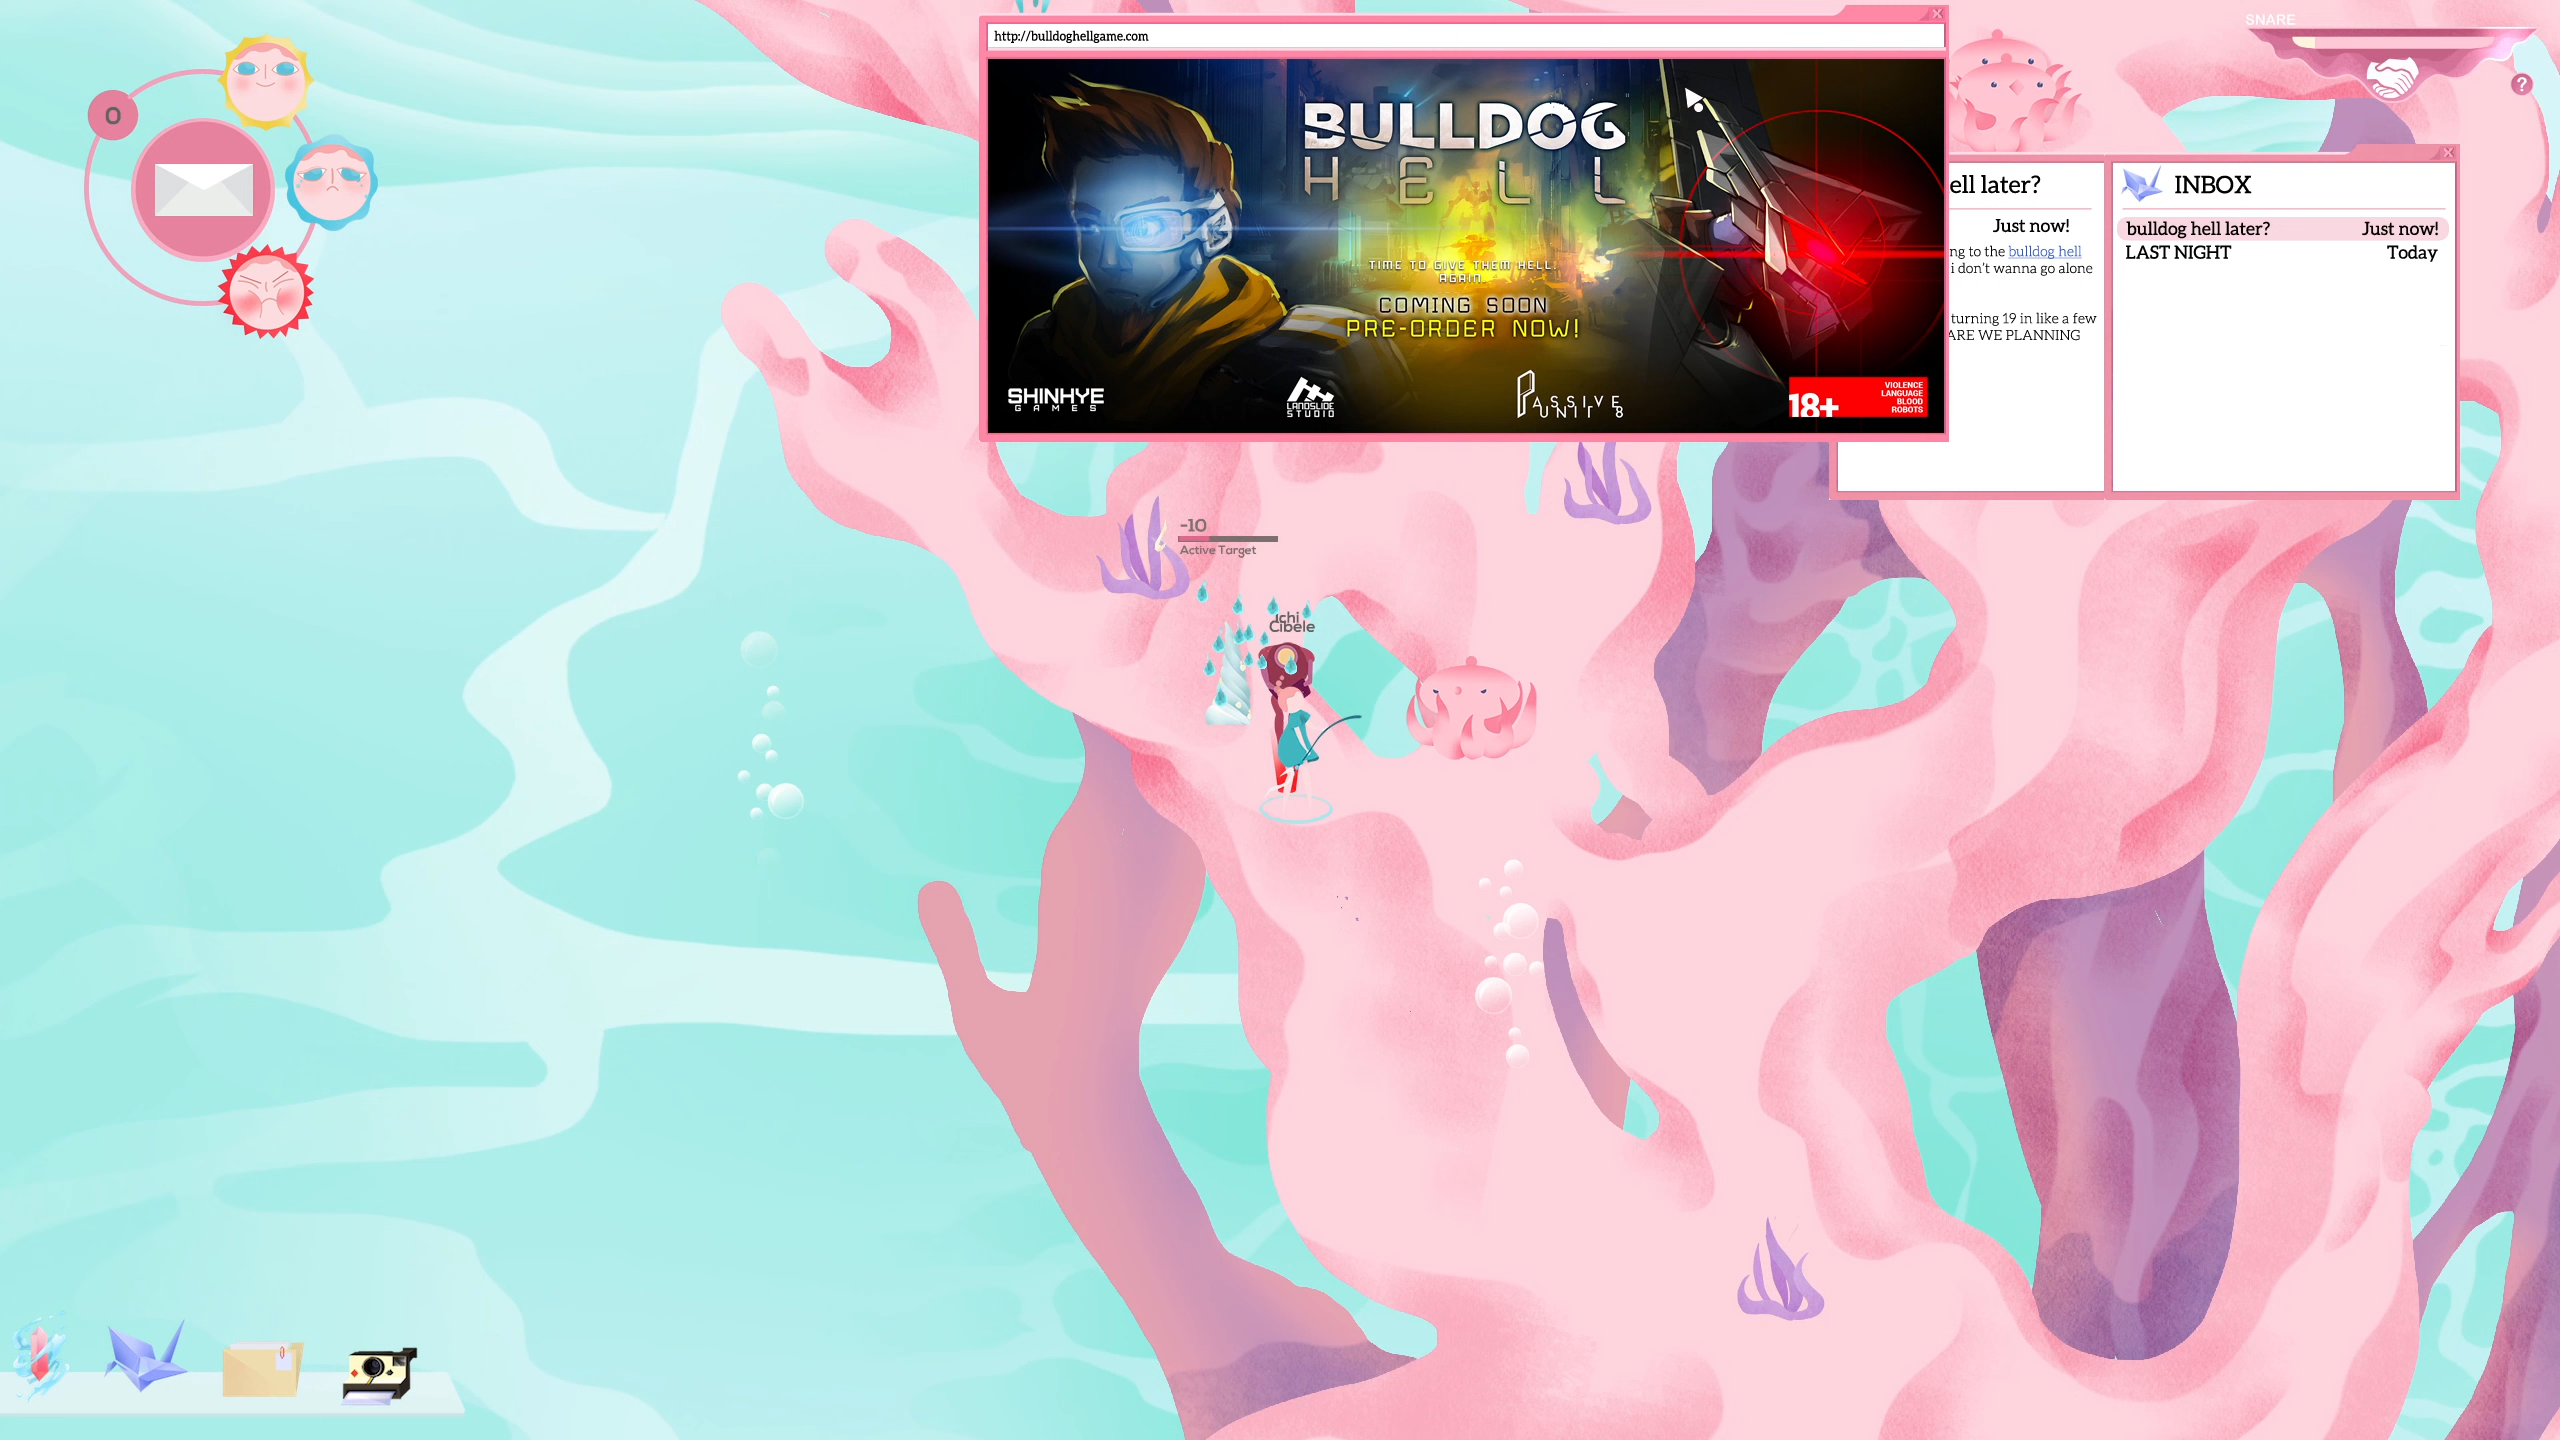 SNARE
http://bulldoghellgame.com
?
0
BULLDOG
HELL
TIME TO GIVE THEM HELL.
AGAIN.
COMING SOON
PRE-ORDER NOW!
SHINHYE
GAMES
LANDSLIDE
STUDIO
PASSIVE
UNIT 8
18+
VIOLENCE
LANGUAGE
BLOOD
ROBOTS
ell later?
Just now!
ng to the bulldog hell
i don't wanna go alone
turning 19 in like a few
ARE WE PLANNING
INBOX
bulldog hell later? Just now!
LAST NIGHT Today
-10
Active Target
Ichi
Cibele